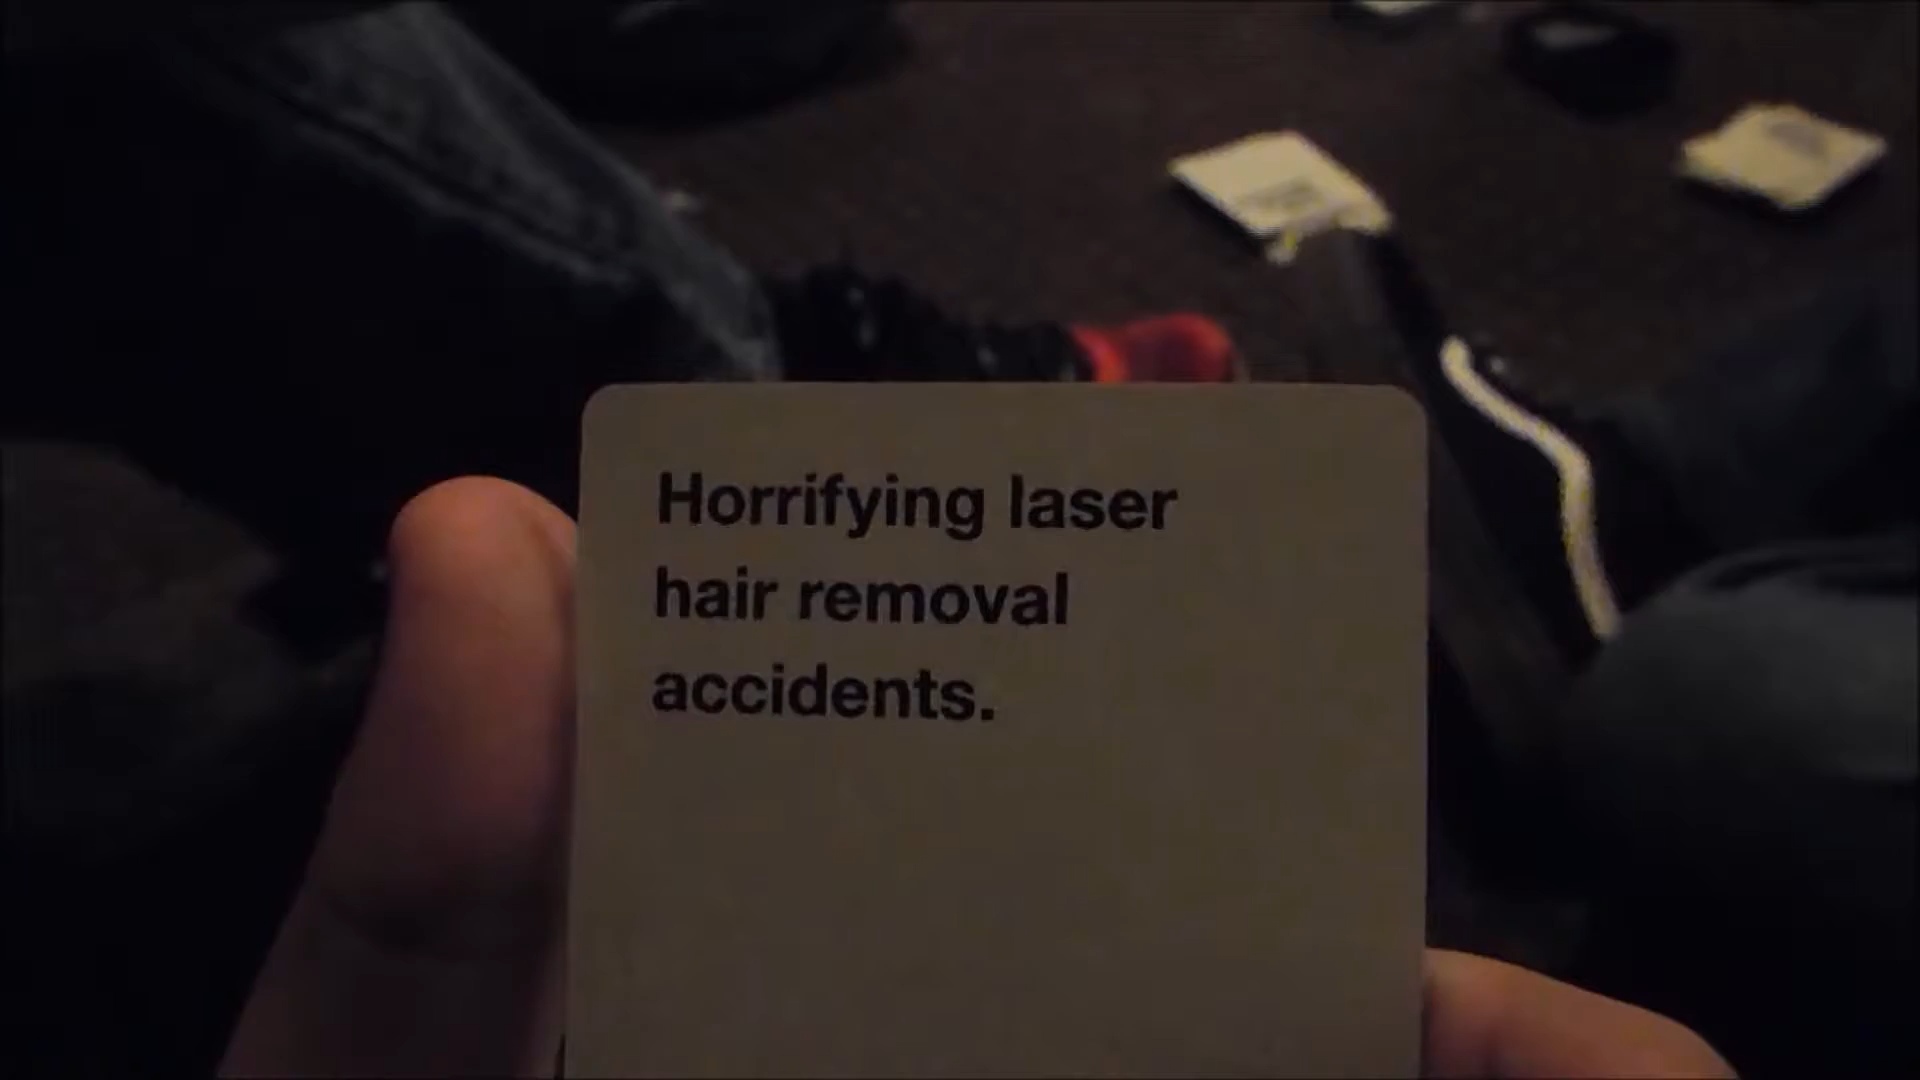 Horrifying laser
hair removal
accidents.